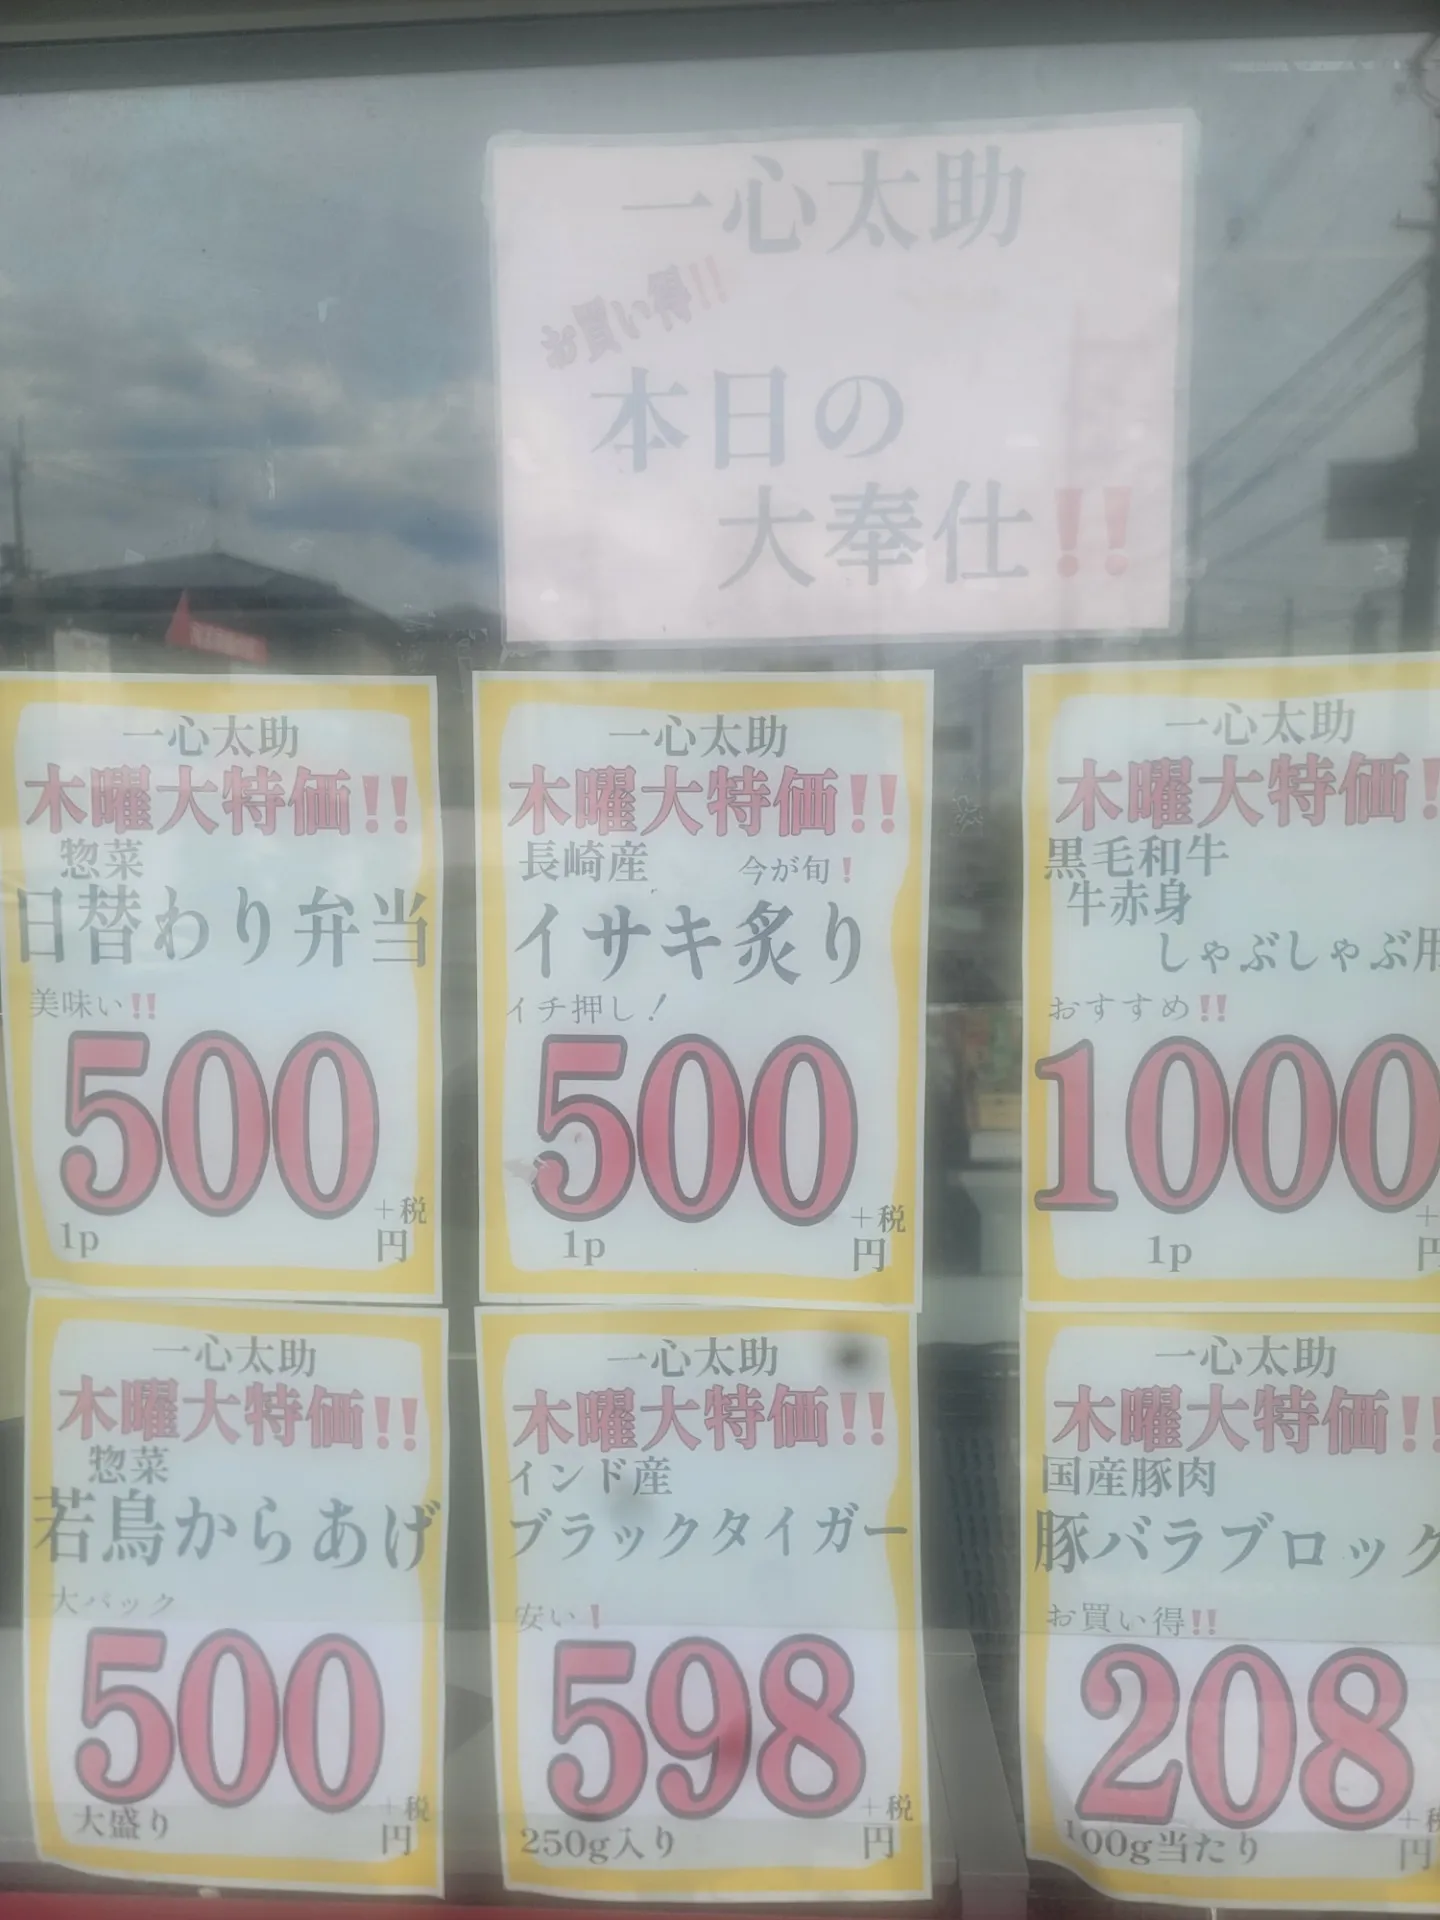 一心太助
本日の
大奉仕!!
一心太助
木曜大特価!!
惣菜
日替わり弁当
美味い!!
500
+税
1p
円
一心太助
木曜大特価!!
長崎産 今が旬!
イサキ炙り
イチ押し!
500
+税
1p
円
一心太助
木曜大特価!
黒毛和牛
牛赤身
しゃぶしゃぶ用
おすすめ!!
1000
+
1p
円
一心太助
木曜大特価!!
惣菜
若鳥からあげ
大パック
500
+税
大盛り
円
一心太助
木曜大特価!!
インド産
ブラックタイガー
安い!
598
+税
250g入り
円
一心太助
木曜大特価!!
国産豚肉
豚バラブロック
お買い得!!
208
+税
100g当たり
円